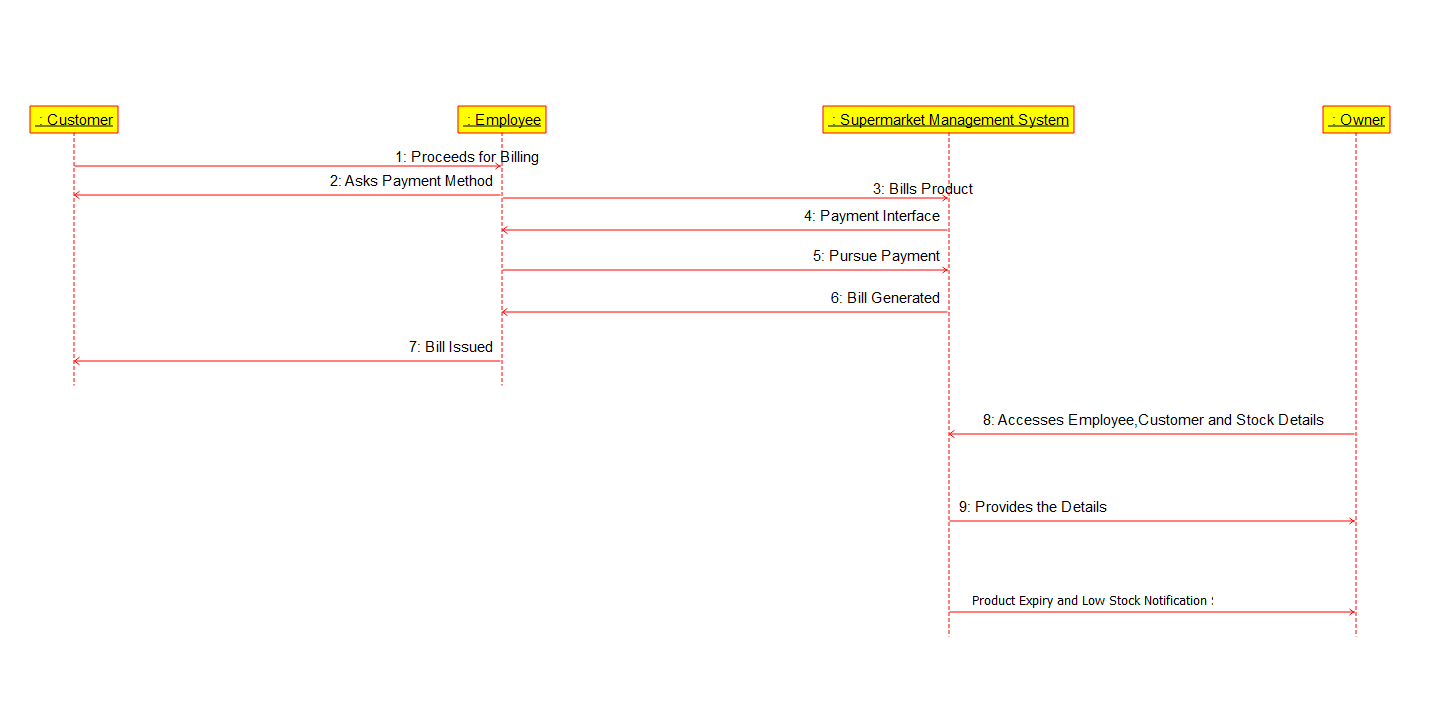 : Customer
: Employee
: Supermarket Management System
: Owner
1: Proceeds for Billing
2: Asks Payment Method
3: Bills Product
4: Payment Interface
5: Pursue Payment
6: Bill Generated
7: Bill Issued
8: Accesses Employee,Customer and Stock Details
9: Provides the Details
Product Expiry and Low Stock Notification